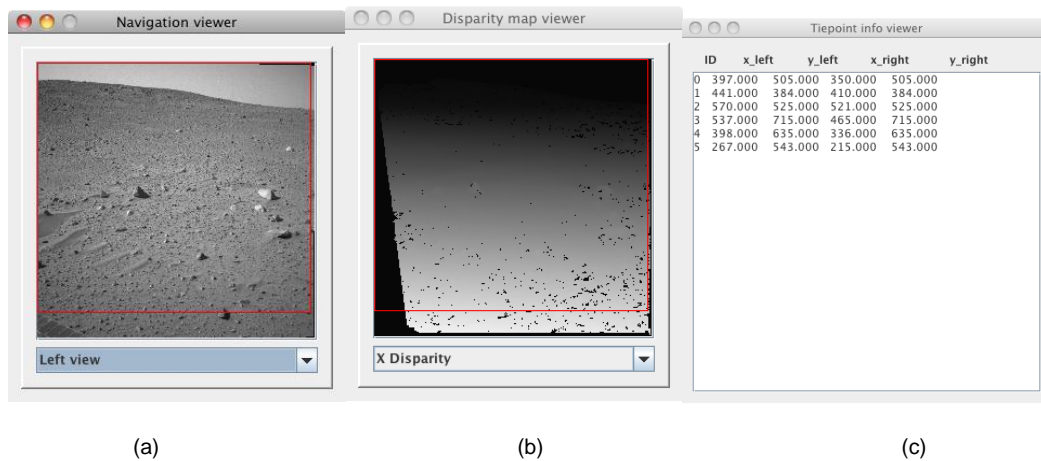 Navigation viewer
Left view
Disparity map viewer
X Disparity
Tiepoint info viewer
ID x_left y_left x_right y_right
0 397.000 505.000 350.000 505.000
1 441.000 384.000 410.000 384.000
2 570.000 525.000 521.000 525.000
3 537.000 715.000 465.000 715.000
4 398.000 635.000 336.000 635.000
5 267.000 543.000 215.000 543.000
(a) (b) (c)